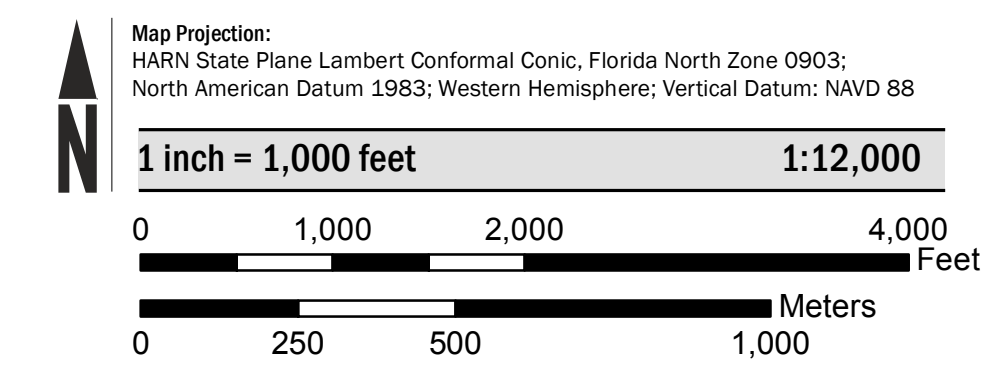 Map Projection:
HARN State Plane Lambert Conformal Conic, Florida North Zone 0903;
North American Datum 1983; Western Hemisphere; Vertical Datum: NAVD 88
N
1 inch = 1,000 feet 1:12,000
0 1,000 2,000 4,000
Feet
Meters
0 250 500 1,000